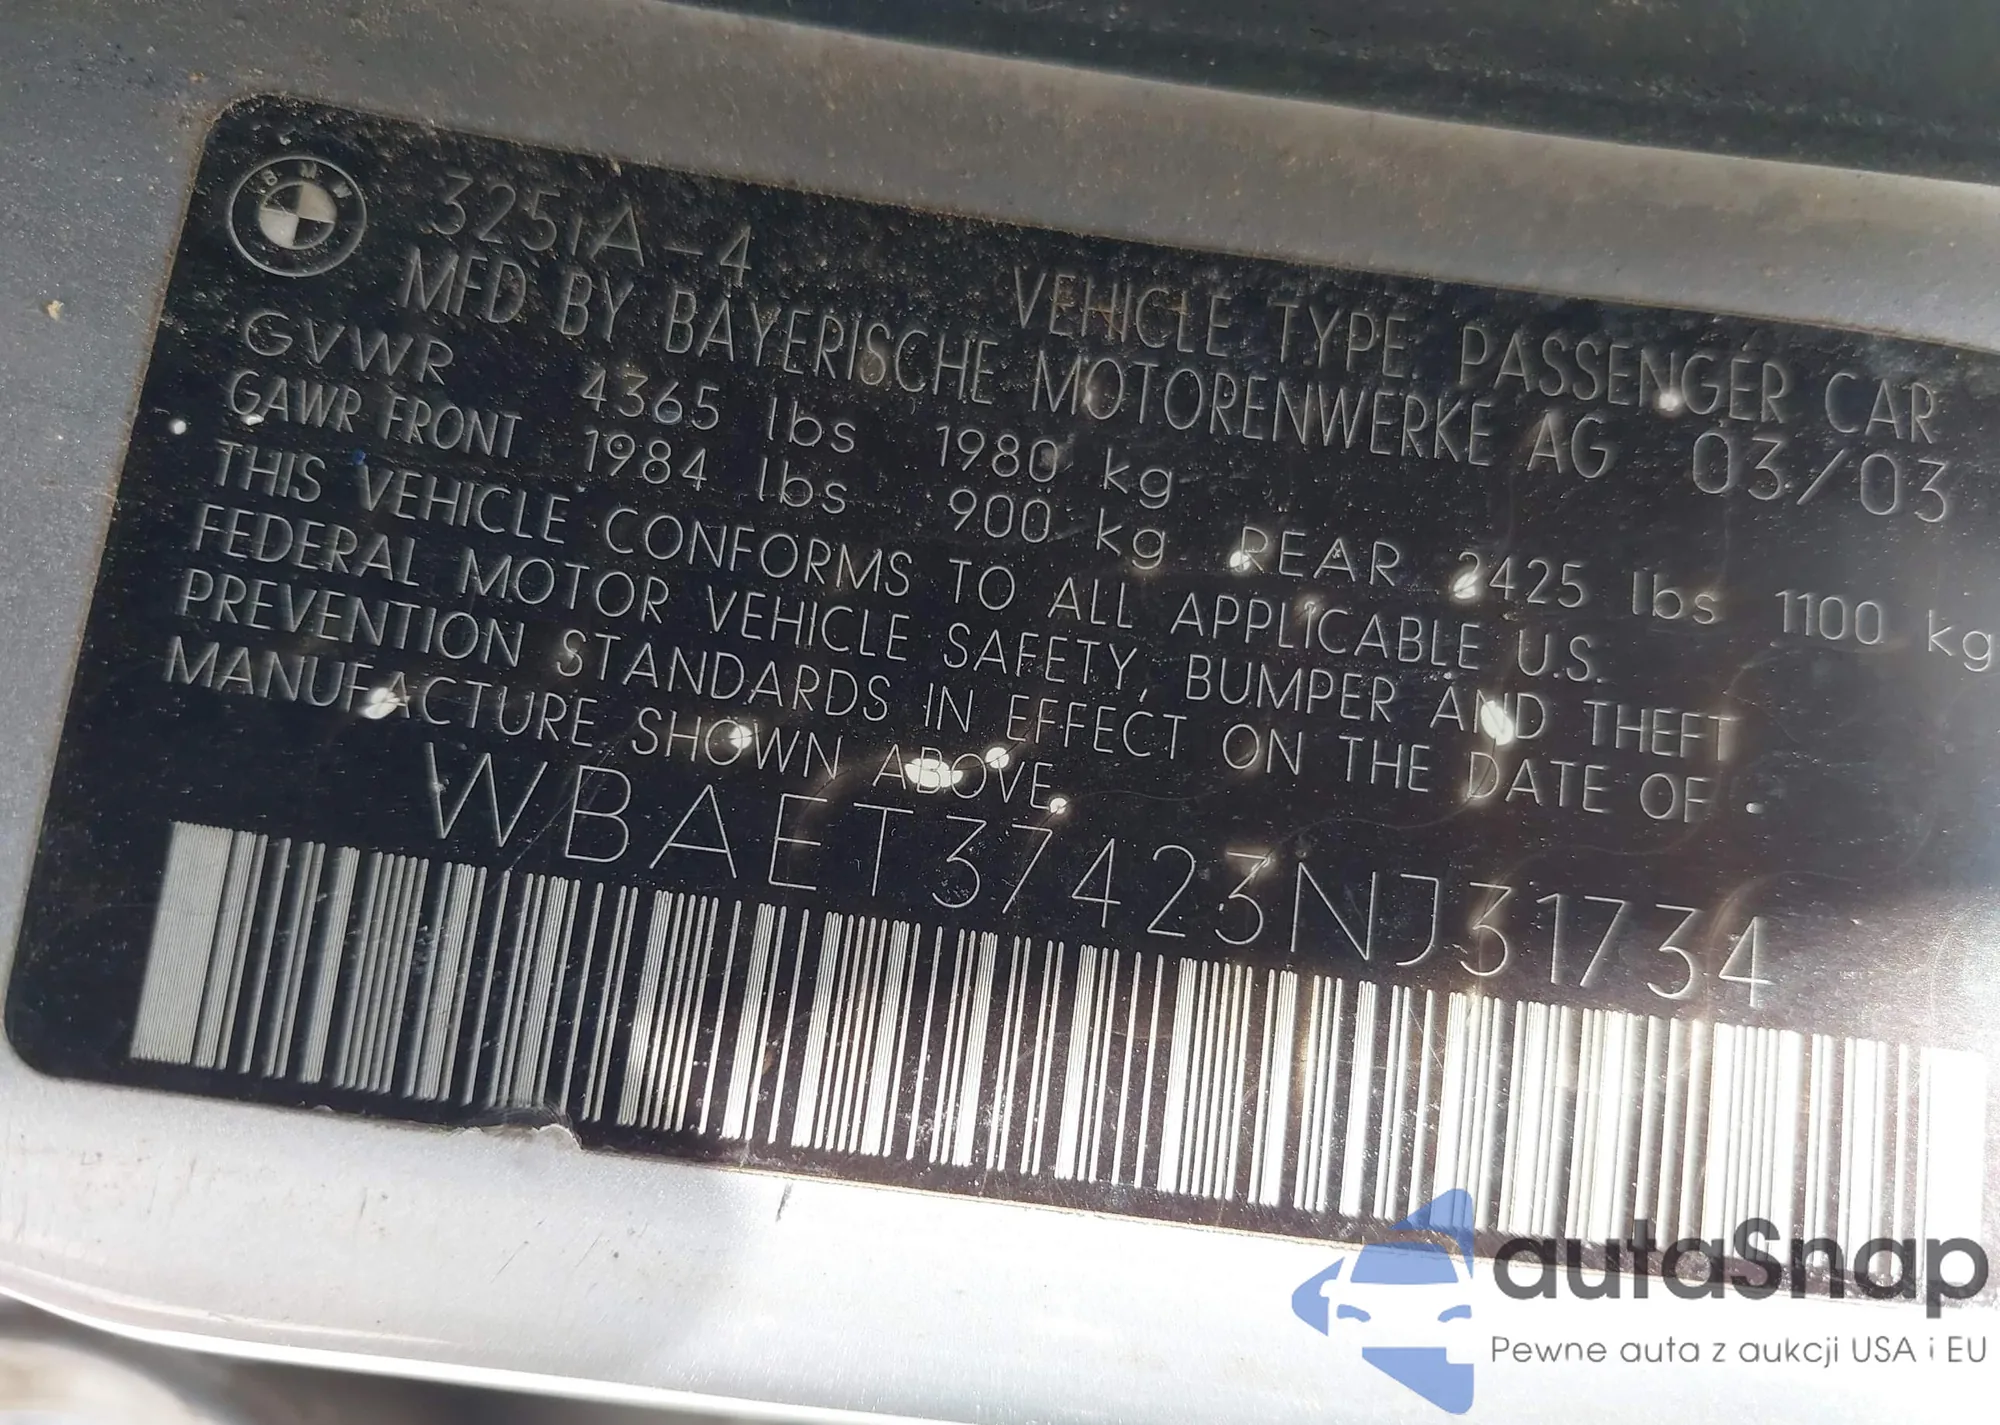 BMW
325iA-4 VEHICLE TYPE PASSENGER CAR
MFD BY BAYERISCHE MOTORENWERKE AG 03/03
GVWR 4365 lbs 1980 kg
GAWR FRONT 1984 lbs 900 kg REAR 2425 lbs 1100 kg
THIS VEHICLE CONFORMS TO ALL APPLICABLE U.S.
FEDERAL MOTOR VEHICLE SAFETY, BUMPER AND THEFT
PREVENTION STANDARDS IN EFFECT ON THE DATE OF
MANUFACTURE SHOWN ABOVE.
WBAET37423NJ31734
autaSnap
Pewne auta z aukcji USA i EU